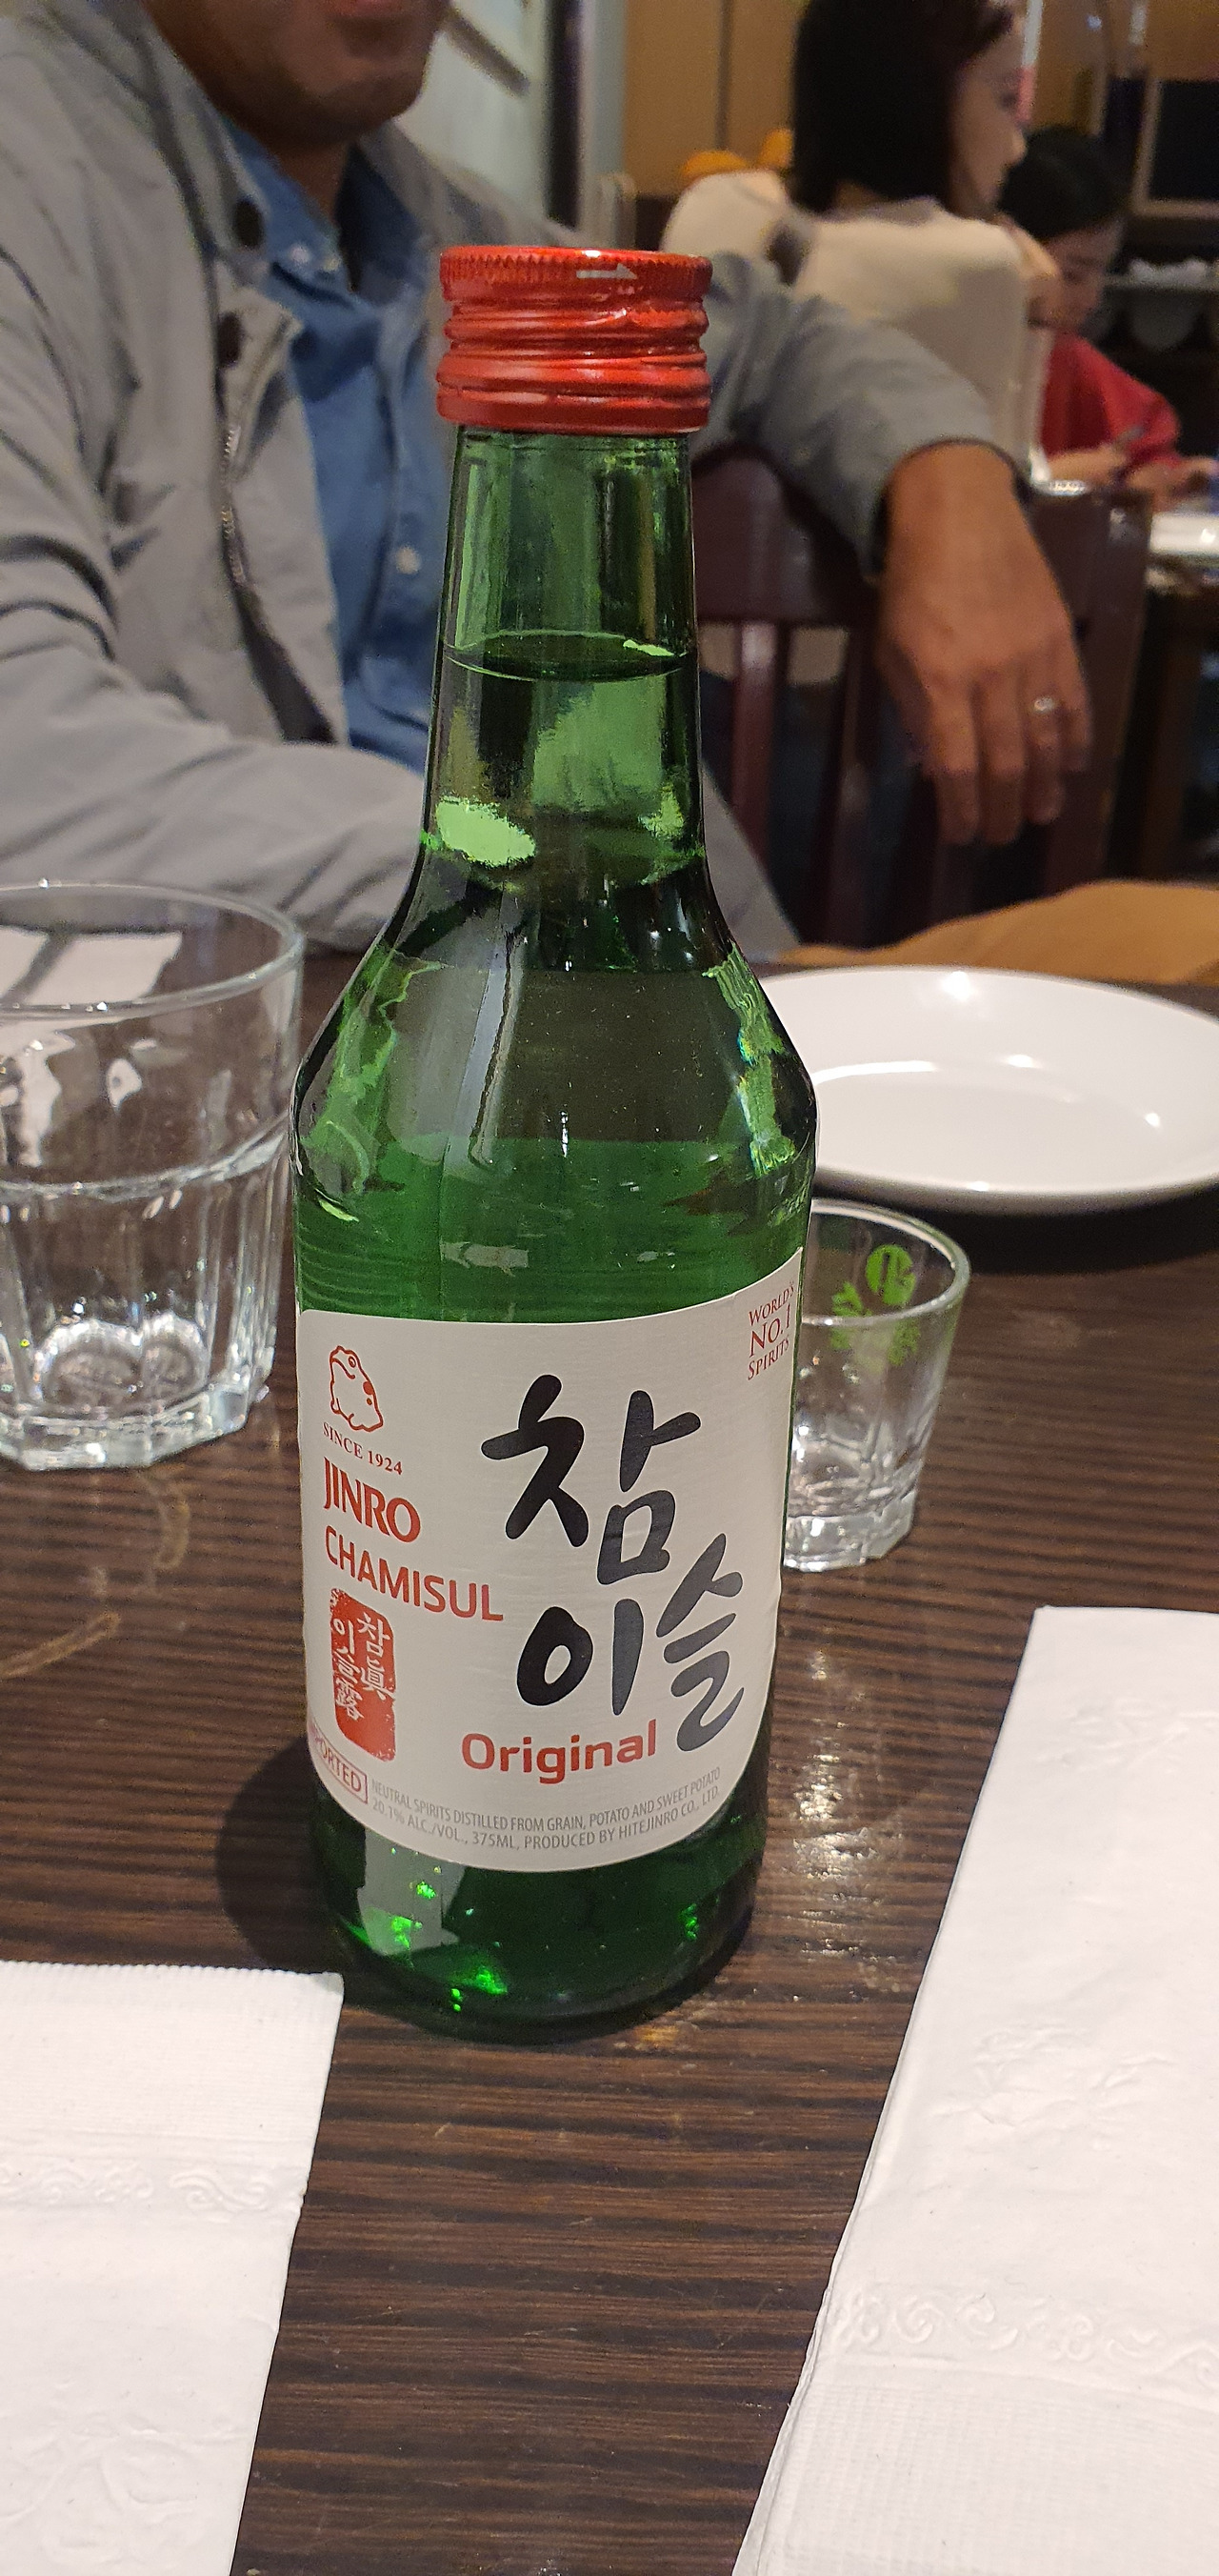 WORLD'S
NO.1
SPIRITS
SINCE 1924
JINRO
CHAMISUL
참이슬
眞露
참
이슬
Original
IMPORTED
NEUTRAL SPIRITS DISTILLED FROM GRAIN, POTATO AND SWEET POTATO
20.1% ALC./VOL., 375ML, PRODUCED BY HITEJINRO CO., LTD.